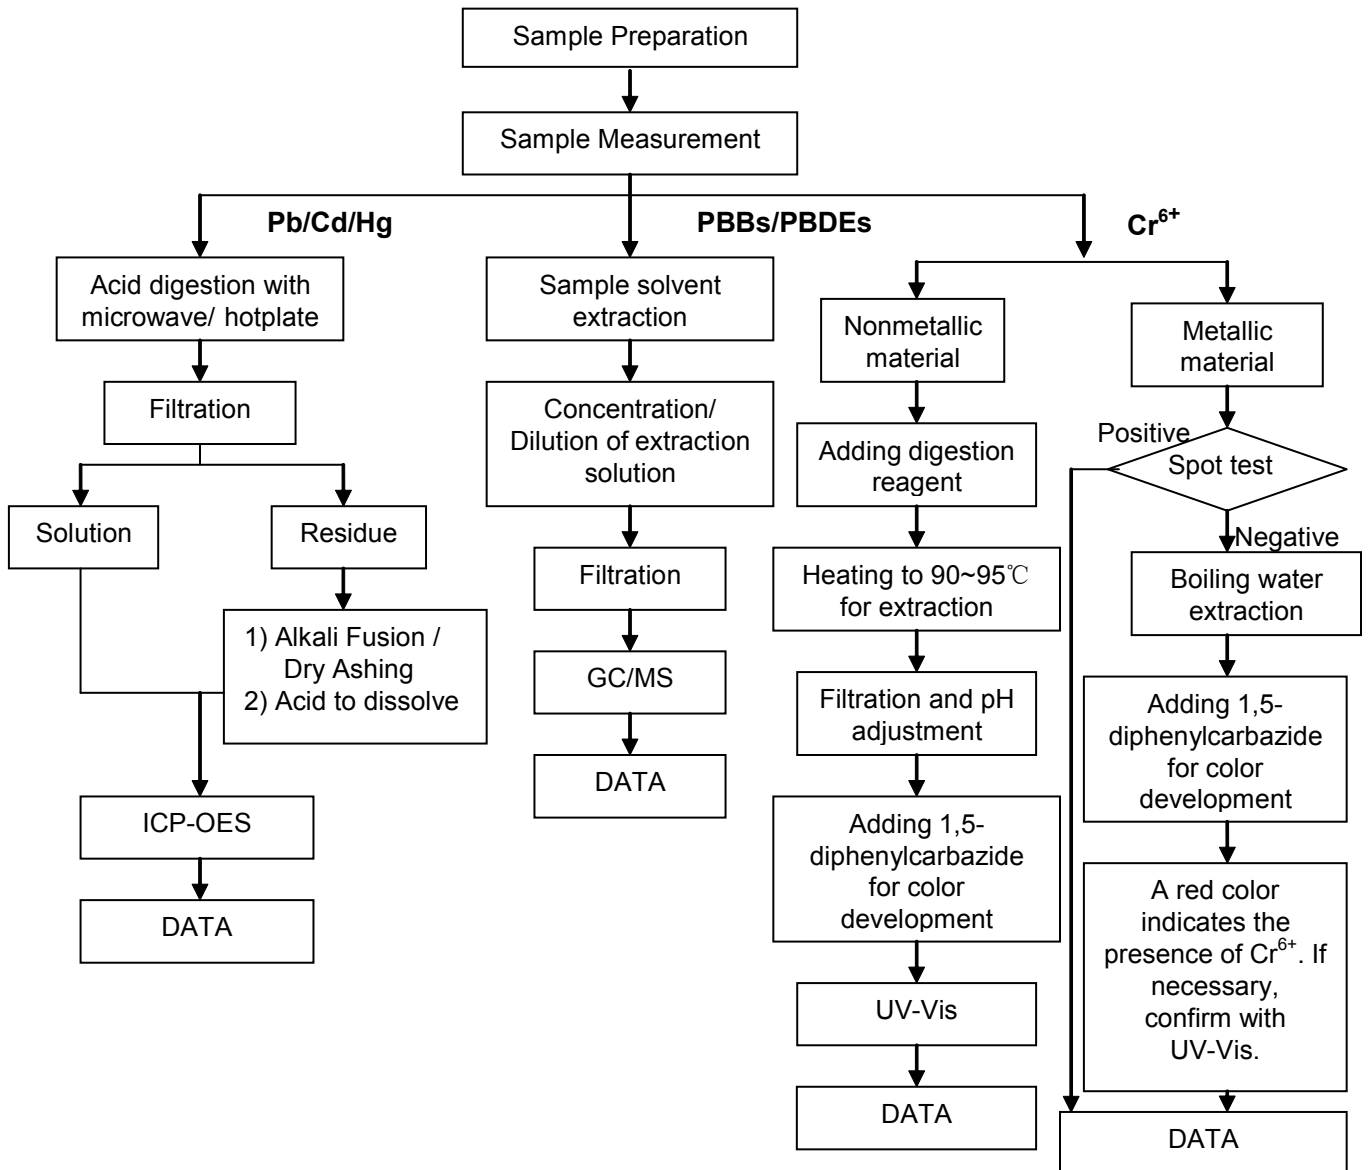 Sample Preparation
Sample Measurement
Pb/Cd/Hg
PBBs/PBDEs
Cr⁶⁺
Acid digestion with
microwave/ hotplate
Filtration
Solution
Residue
1) Alkali Fusion /
Dry Ashing
2) Acid to dissolve
ICP-OES
DATA
Sample solvent
extraction
Concentration/
Dilution of extraction
solution
Filtration
GC/MS
DATA
Nonmetallic
material
Adding digestion
reagent
Heating to 90~95℃
for extraction
Filtration and pH
adjustment
Adding 1,5-
diphenylcarbazide
for color
development
UV-Vis
DATA
Metallic
material
Positive
Spot test
Negative
Boiling water
extraction
Adding 1,5-
diphenylcarbazide
for color
development
A red color
indicates the
presence of Cr⁶⁺. If
necessary,
confirm with
UV-Vis.
DATA